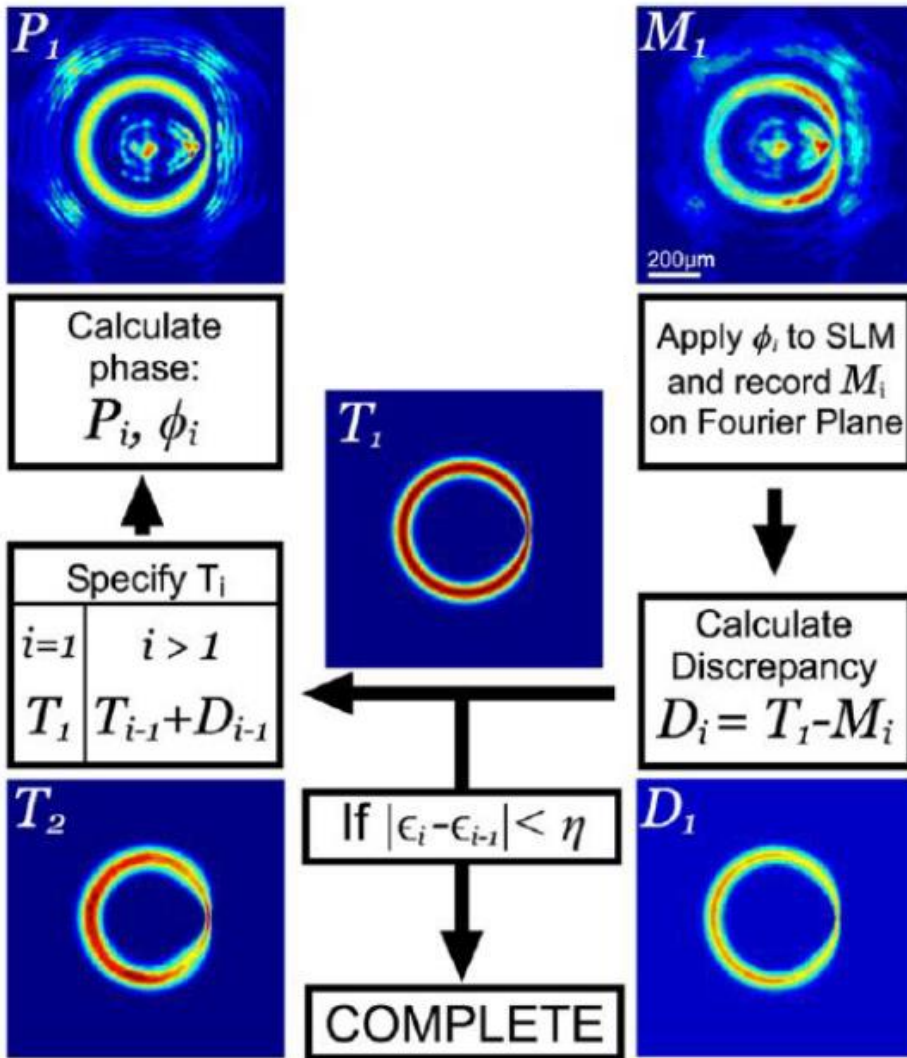 P₁
M₁
200μm
Calculate
phase:
Pᵢ, ϕᵢ
Apply ϕᵢ to SLM
and record Mᵢ
on Fourier Plane
T₁
Specify Tᵢ
i=1 i > 1
T₁ Tᵢ₋₁+Dᵢ₋₁
Calculate
Discrepancy
Dᵢ = T₁-Mᵢ
T₂
If |ϵᵢ-ϵᵢ₋₁| < η
D₁
COMPLETE